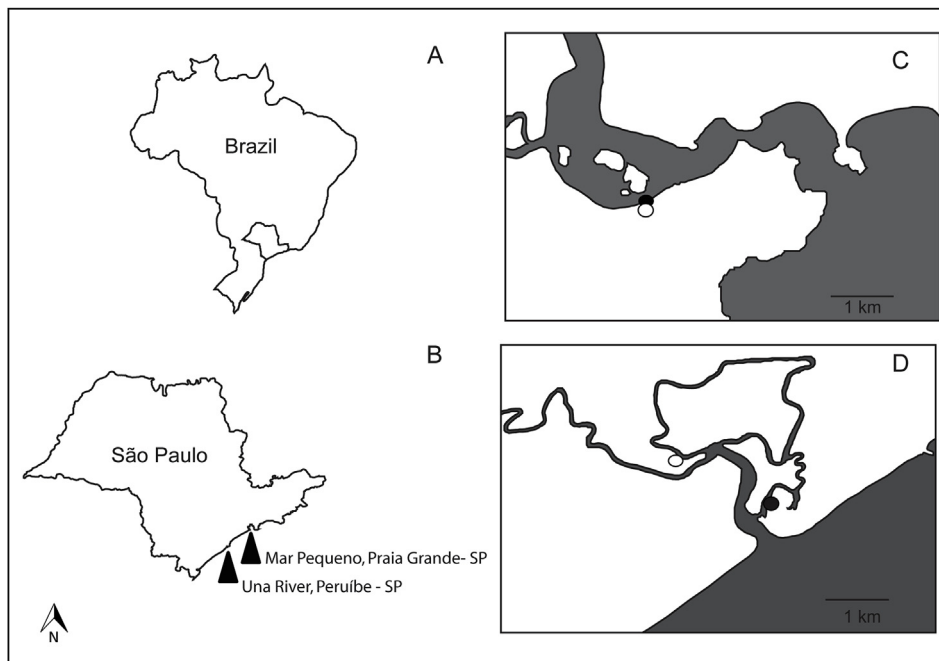 A
Brazil
B
São Paulo
Mar Pequeno, Praia Grande- SP
Una River, Peruíbe - SP
N
C
1 km
D
1 km